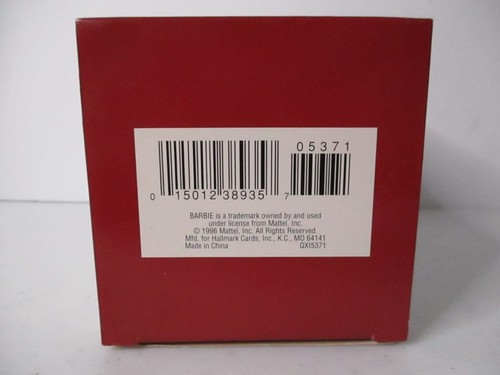 05371
0 15012 38935 7
BARBIE is a trademark owned by and used
under license from Mattel, Inc.
© 1996 Mattel, Inc. All Rights Reserved.
Mfd. for Hallmark Cards, Inc., K.C., MO 64141
Made in China QXI5371